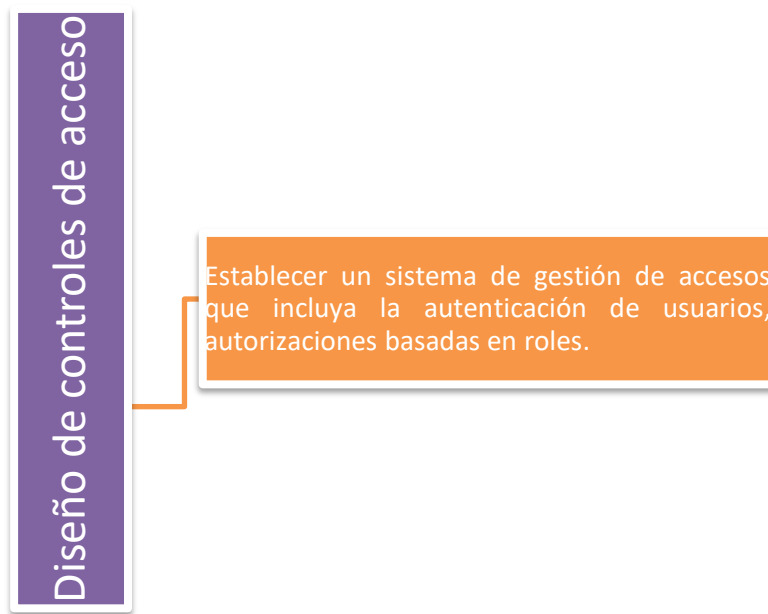 Diseño de controles de acceso
Establecer un sistema de gestión de accesos
que incluya la autenticación de usuarios,
autorizaciones basadas en roles.